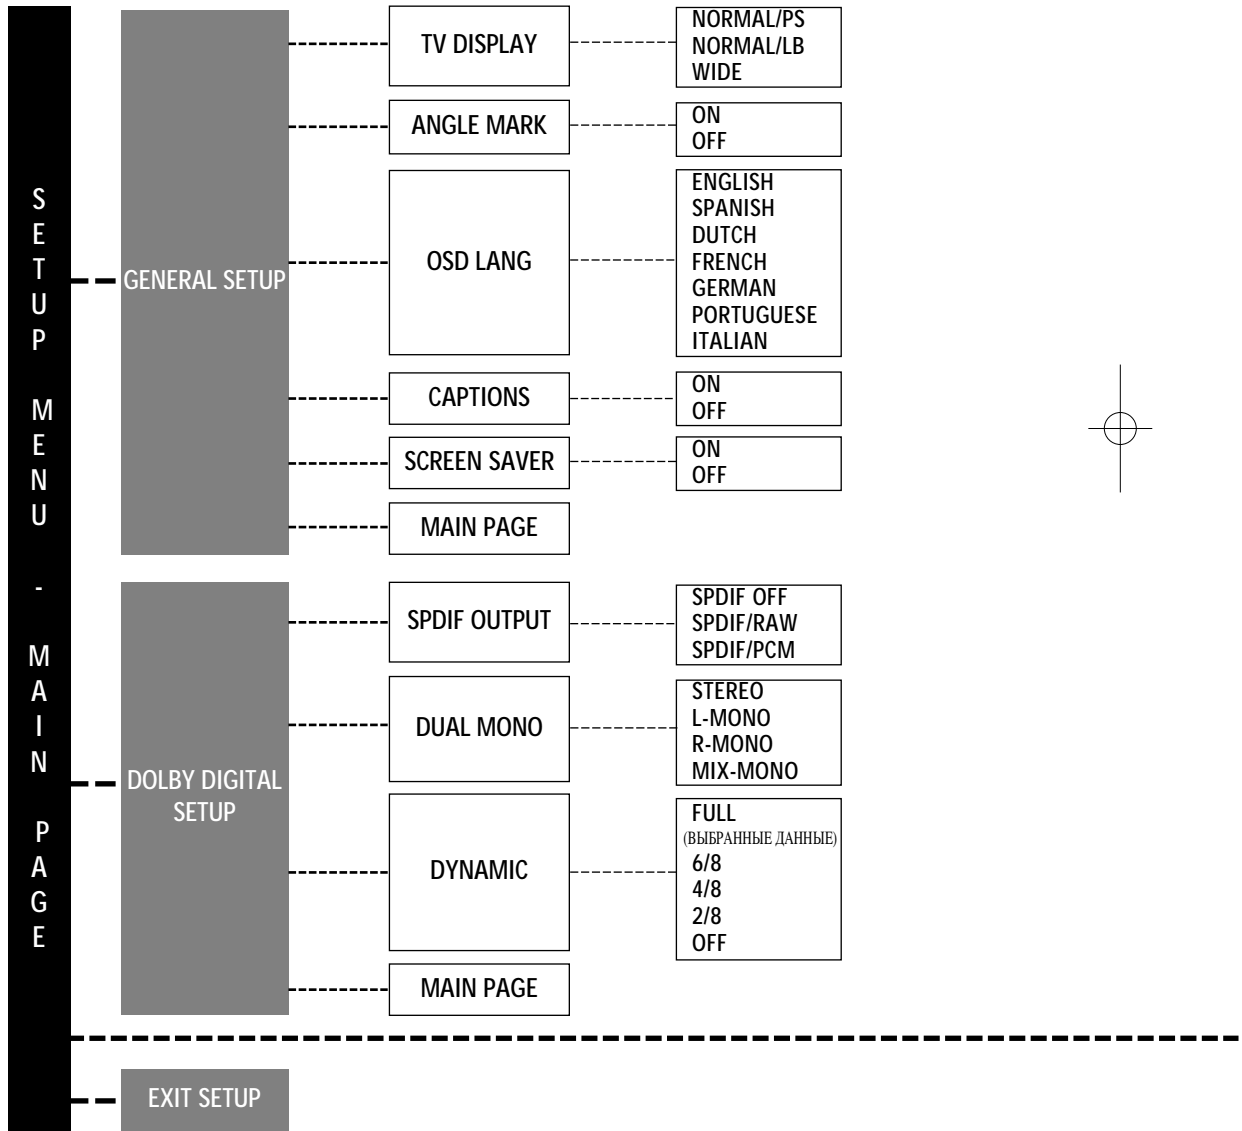 SETUP MENU - MAIN PAGE
GENERAL SETUP
TV DISPLAY
NORMAL/PS
NORMAL/LB
WIDE
ANGLE MARK
ON
OFF
OSD LANG
ENGLISH
SPANISH
DUTCH
FRENCH
GERMAN
PORTUGUESE
ITALIAN
CAPTIONS
ON
OFF
SCREEN SAVER
ON
OFF
MAIN PAGE
DOLBY DIGITAL
SETUP
SPDIF OUTPUT
SPDIF OFF
SPDIF/RAW
SPDIF/PCM
DUAL MONO
STEREO
L-MONO
R-MONO
MIX-MONO
DYNAMIC
FULL
(ВЫБРАННЫЕ ДАННЫЕ)
6/8
4/8
2/8
OFF
MAIN PAGE
EXIT SETUP